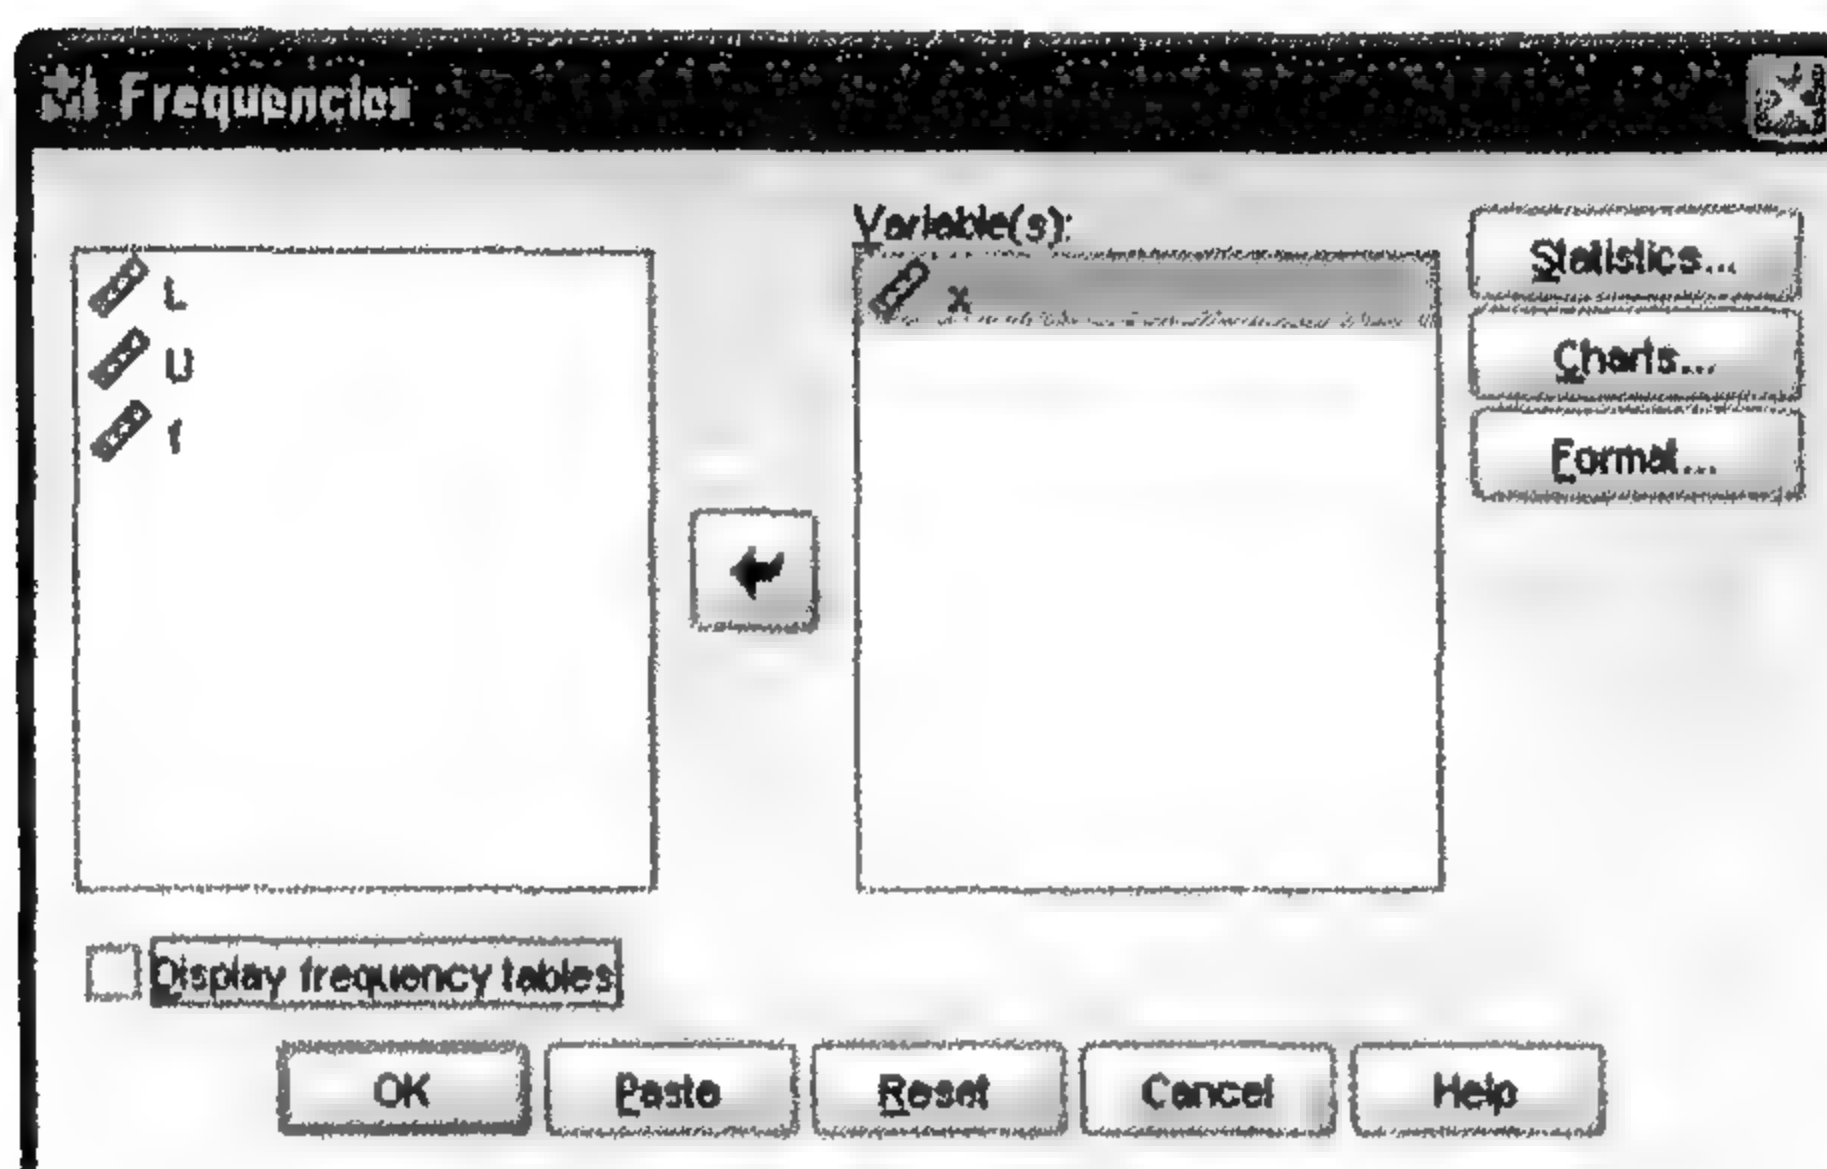 Frequencies
Variable(s):
L
U
f
x
Statistics...
Charts...
Format...
Display frequency tables
OK
Paste
Reset
Cancel
Help